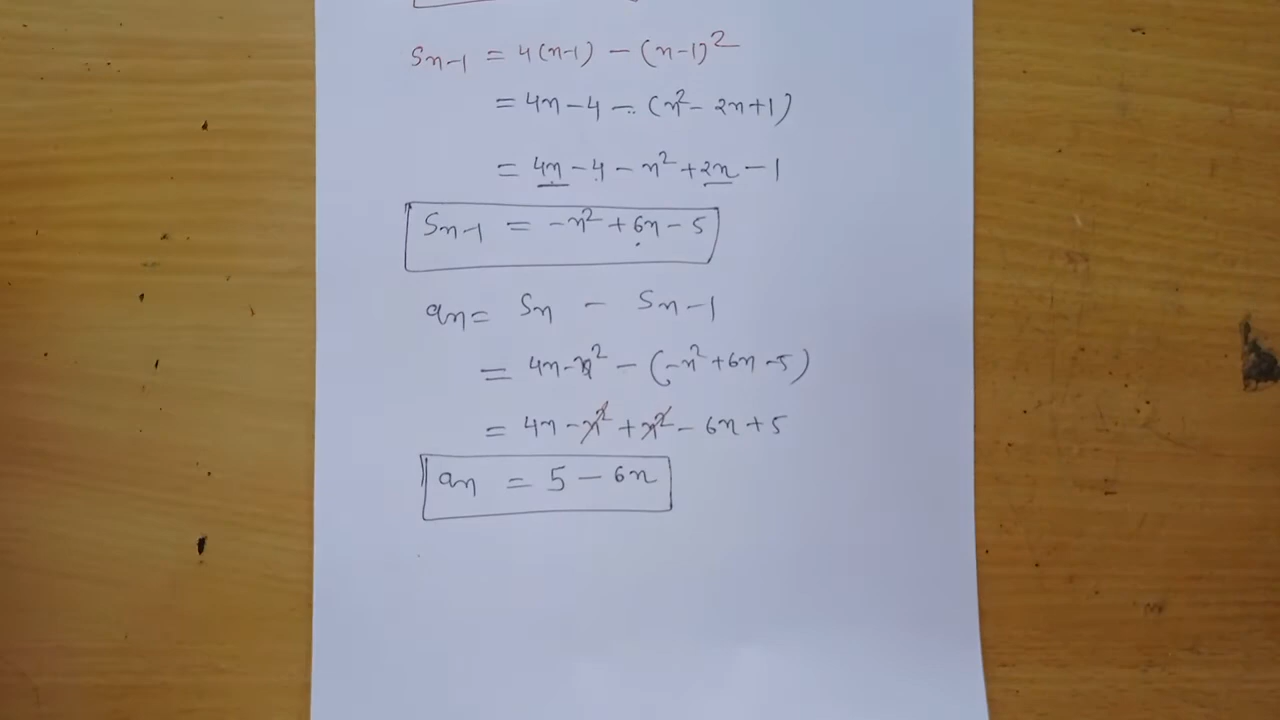 Sn-1 = 4(n-1) - (n-1)²
= 4n-4 - (n²- 2n+1)
= 4n - 4 - n² + 2n - 1
Sn-1 = -n² + 6n - 5
an = Sn - Sn-1
= 4n-n² - (-n²+6n-5)
= 4n - n² + n² - 6n + 5
an = 5 - 6n